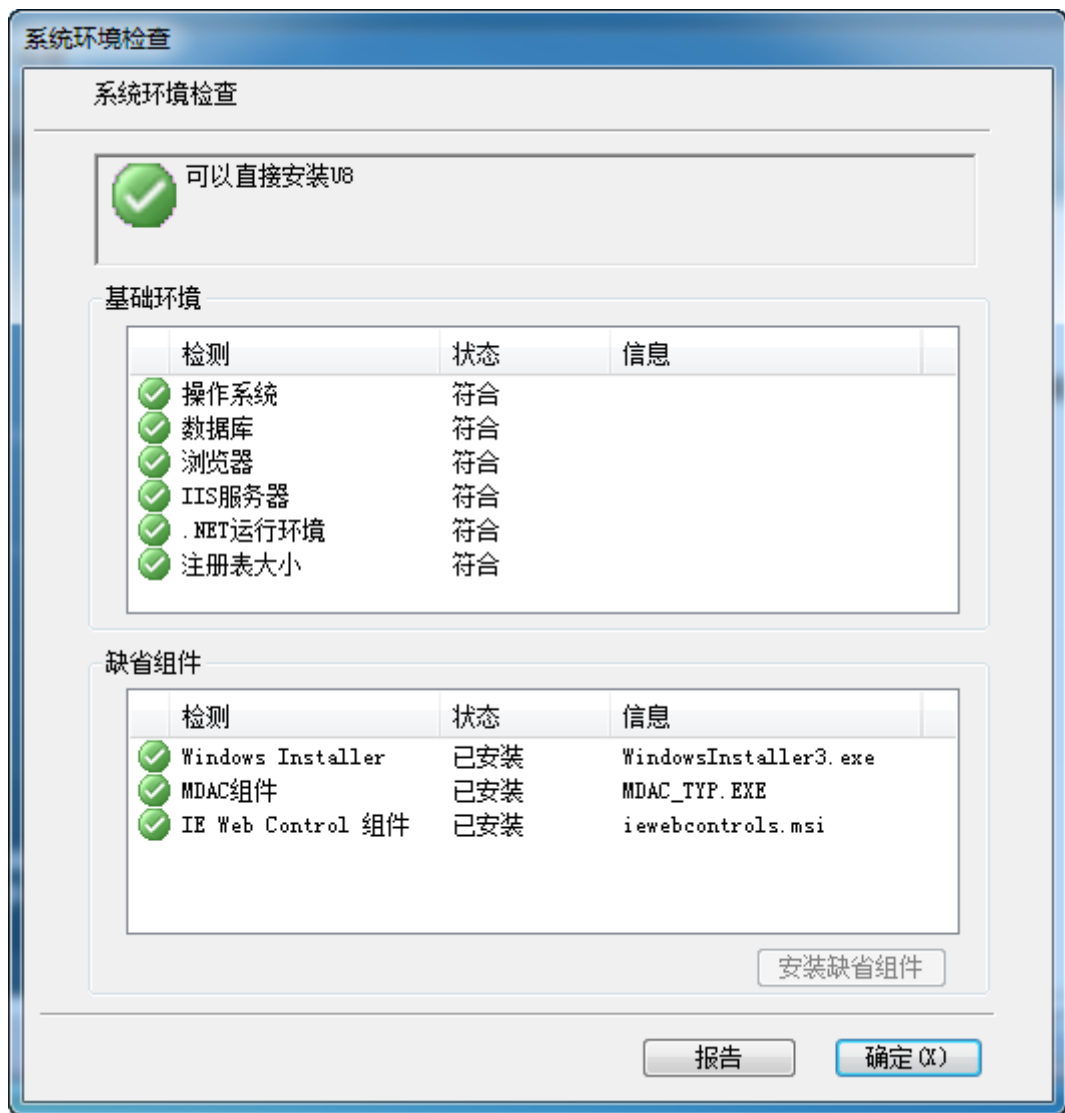 系统环境检查
系统环境检查
可以直接安装U8
基础环境
检测 状态 信息
操作系统 符合
数据库 符合
浏览器 符合
IIS服务器 符合
.NET运行环境 符合
注册表大小 符合
缺省组件
检测 状态 信息
Windows Installer 已安装 WindowsInstaller3.exe
MDAC组件 已安装 MDAC_TYP.EXE
IE Web Control 组件 已安装 iewebcontrols.msi
安装缺省组件
报告 确定(X)